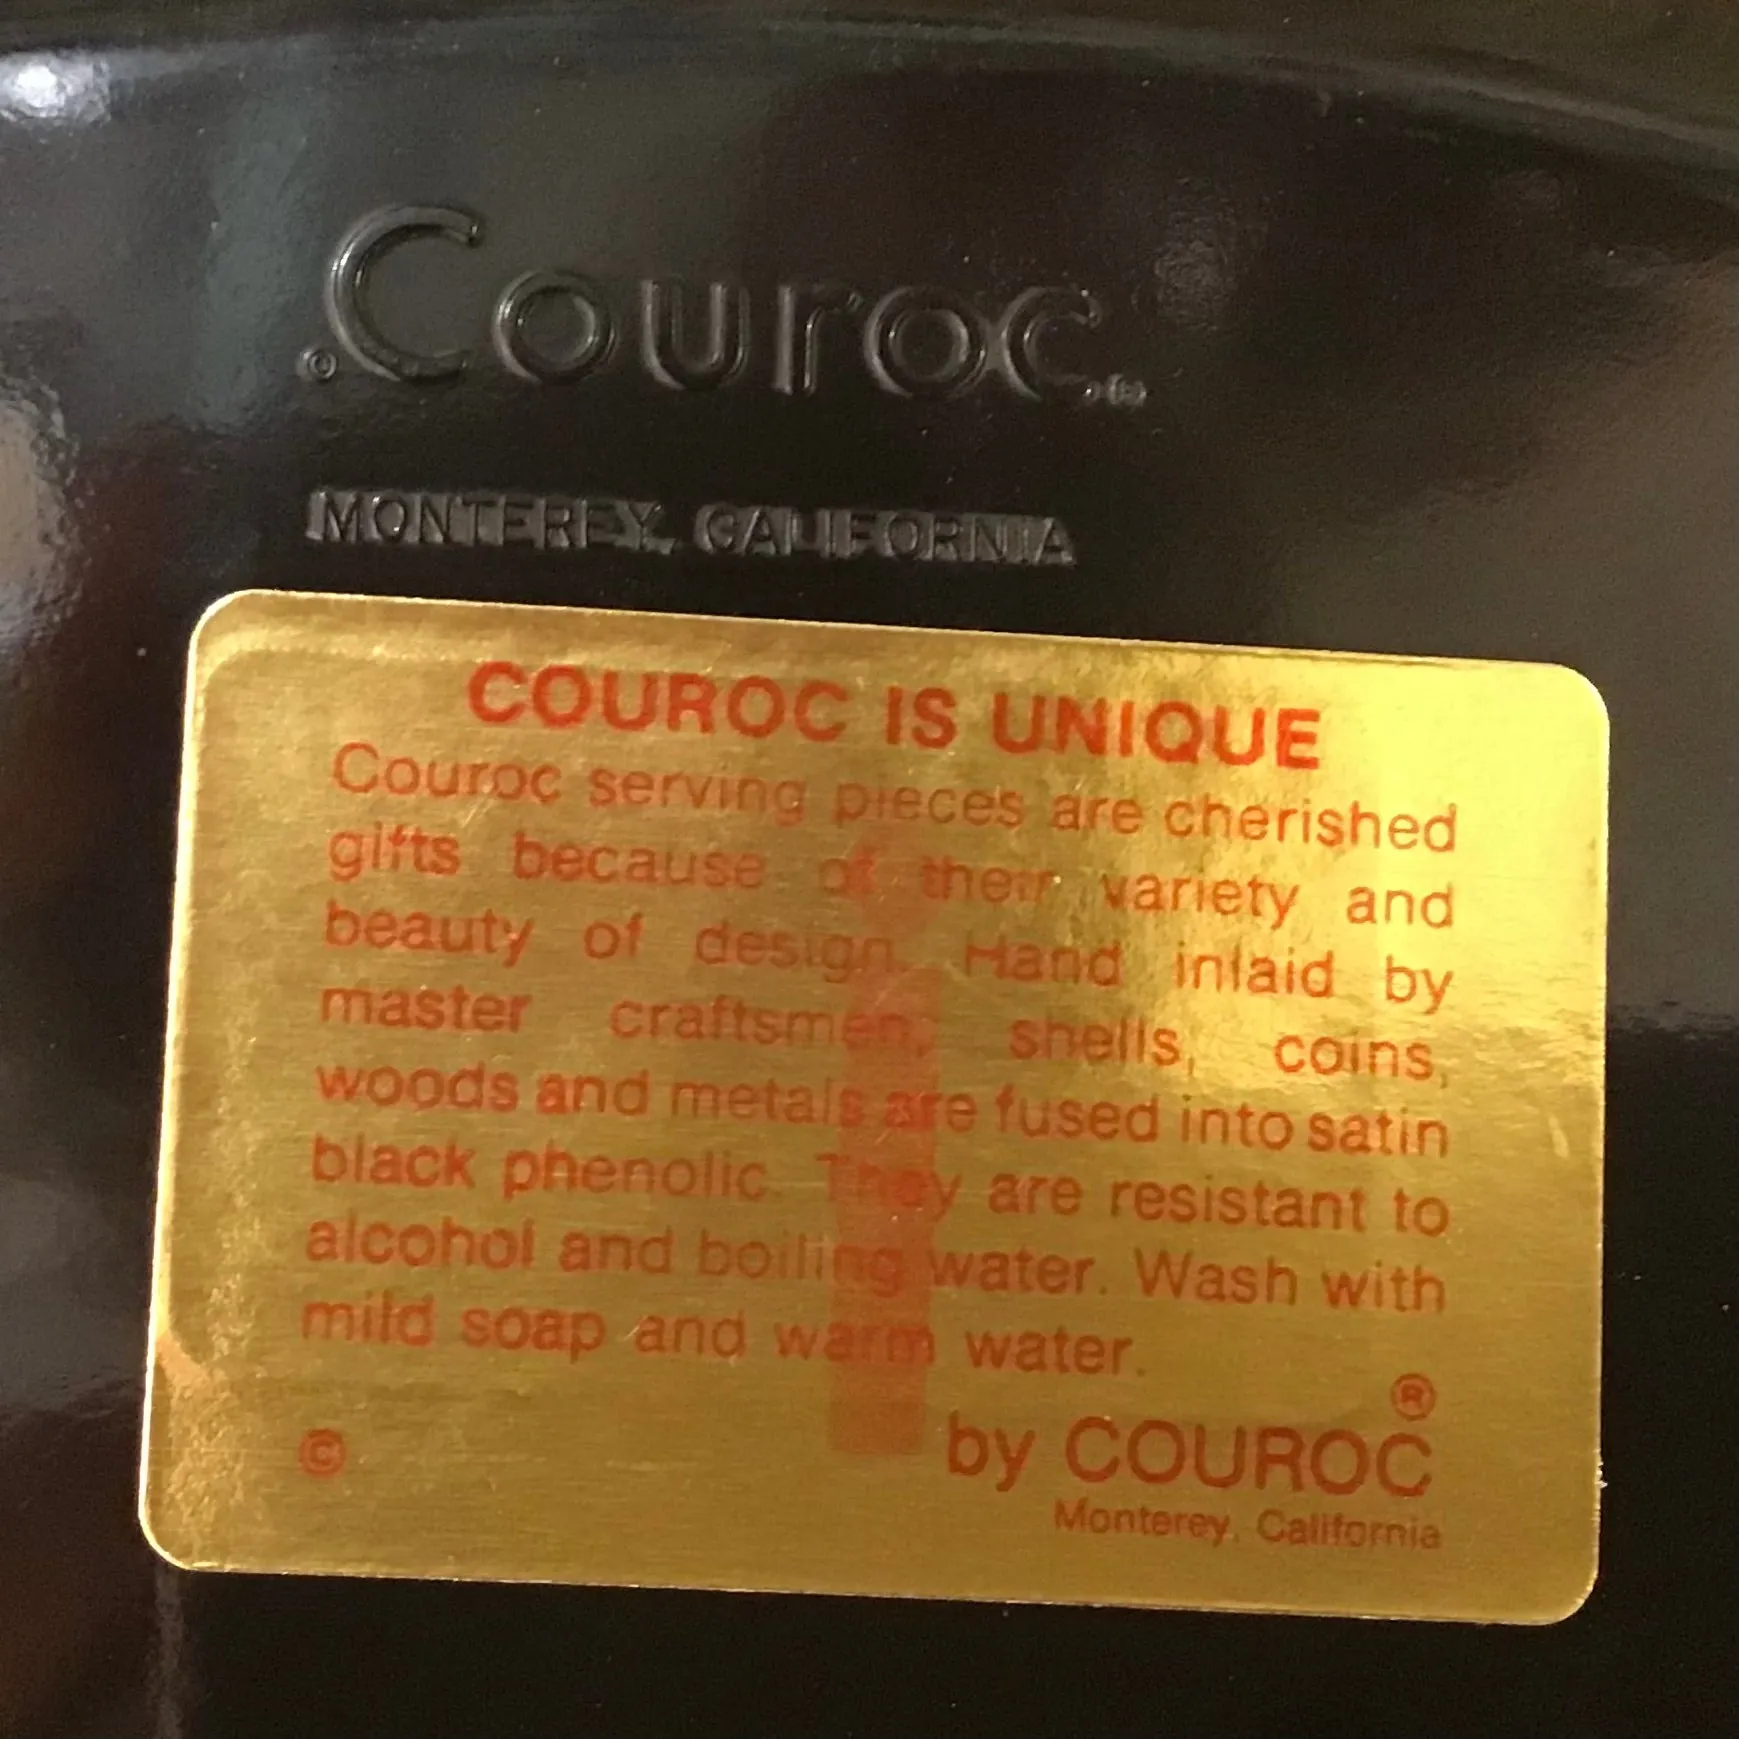 ©Couroc™
MONTEREY, CALIFORNIA
COUROC IS UNIQUE
Couroc serving pieces are cherished
gifts because of their variety and
beauty of design. Hand inlaid by
master craftsmen, shells, coins,
woods and metals are fused into satin
black phenolic. They are resistant to
alcohol and boiling water. Wash with
mild soap and warm water.
®
© by COUROC
Monterey, California